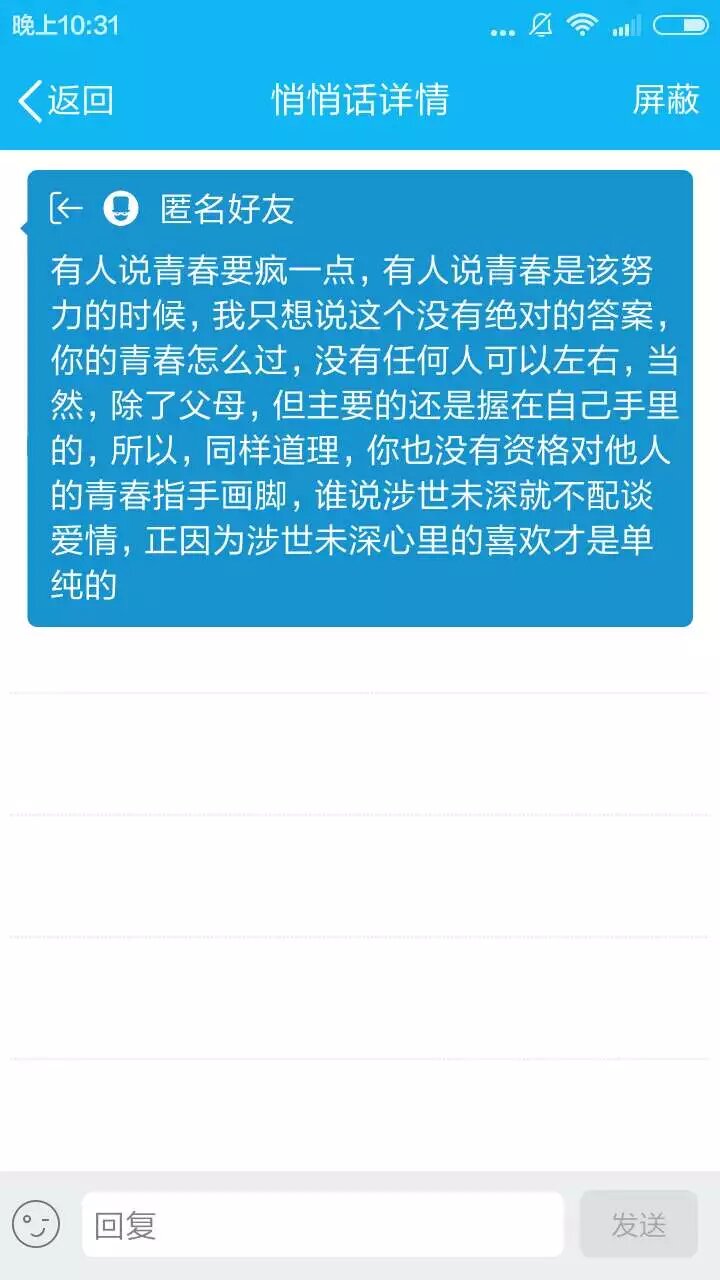 晚上10:31
返回
悄悄话详情
屏蔽
匿名好友
有人说青春要疯一点，有人说青春是该努
力的时候，我只想说这个没有绝对的答案，
你的青春怎么过，没有任何人可以左右，当
然，除了父母，但主要的还是握在自己手里
的，所以，同样道理，你也没有资格对他人
的青春指手画脚，谁说涉世未深就不配谈
爱情，正因为涉世未深心里的喜欢才是单
纯的
回复
发送